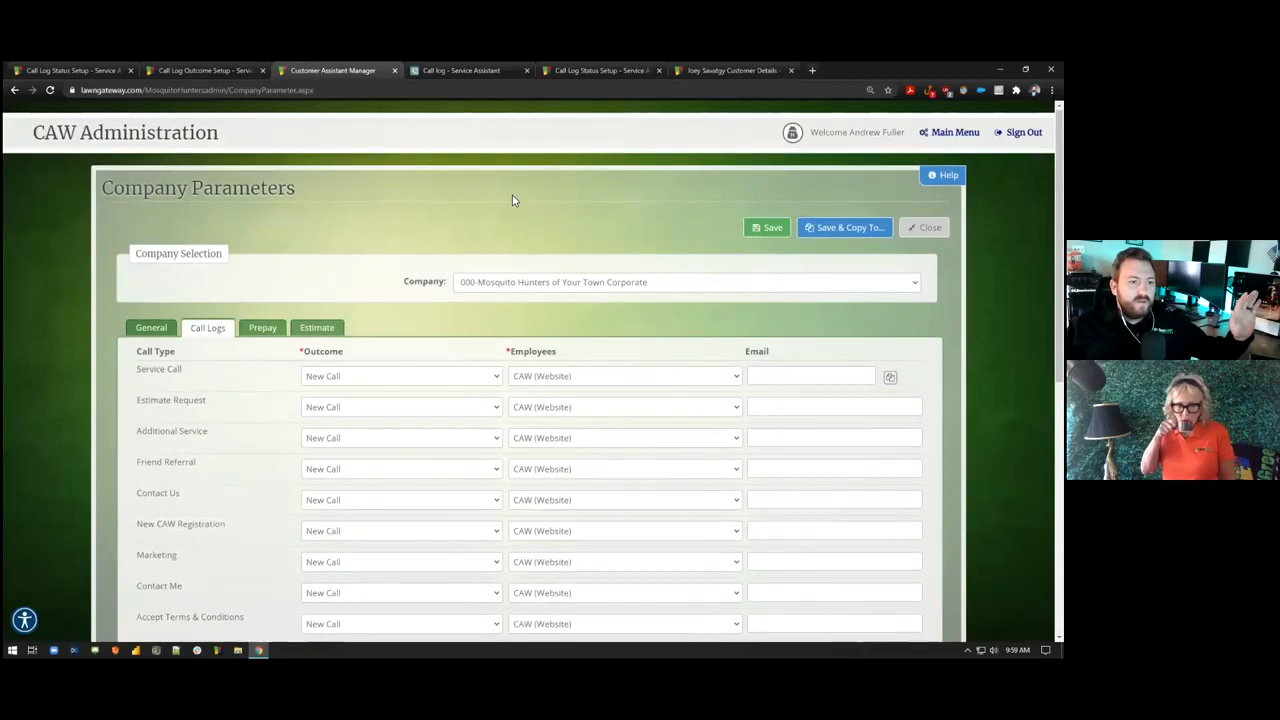 Call Log Status Setup - Service A
Call Log Outcome Setup - Servi
Customer Assistant Manager
Call log - Service Assistant
Call Log Status Setup - Service A
Joey Savatgy Customer Details -
lawngateway.com/MosquitoHuntersadmin/CompanyParameter.aspx
CAW Administration
Welcome Andrew Fuller
Main Menu
Sign Out
Company Parameters
Help
Save
Save & Copy To...
Close
Company Selection
Company:
000-Mosquito Hunters of Your Town Corporate
General
Call Logs
Prepay
Estimate
Call Type *Outcome *Employees Email
Service Call New Call CAW (Website)
Estimate Request New Call CAW (Website)
Additional Service New Call CAW (Website)
Friend Referral New Call CAW (Website)
Contact Us New Call CAW (Website)
New CAW Registration New Call CAW (Website)
Marketing New Call CAW (Website)
Contact Me New Call CAW (Website)
Accept Terms & Conditions New Call CAW (Website)
9:59 AM